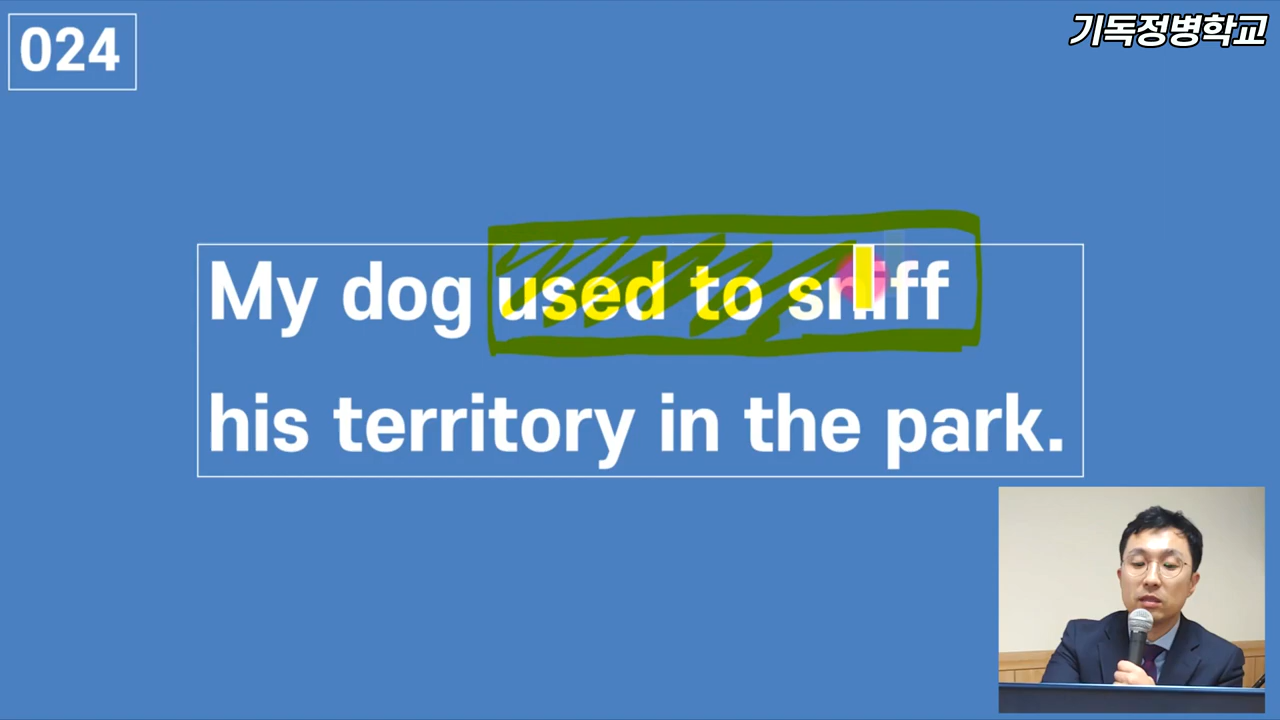 024
기독정병학교
My dog used to sniff
his territory in the park.